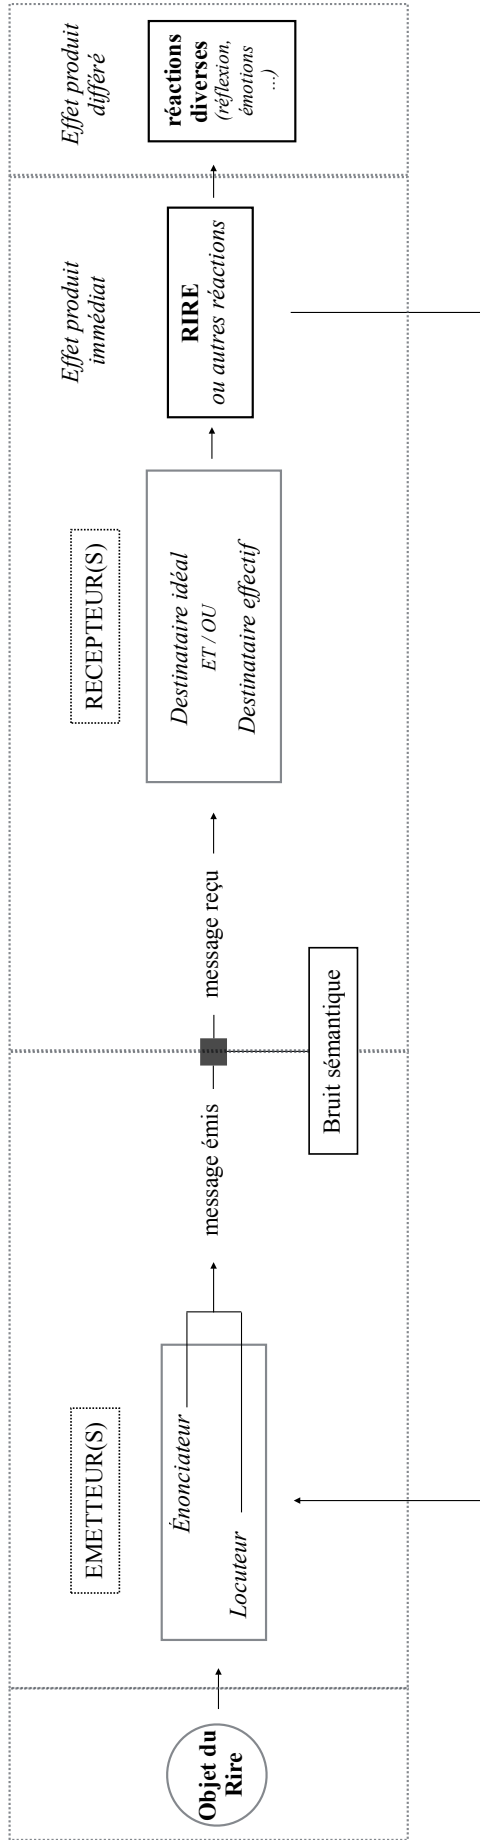 Objet du
Rire
EMETTEUR(S)
Énonciateur
Locuteur
message émis
Bruit sémantique
message reçu
RECEPTEUR(S)
Destinataire idéal
ET / OU
Destinataire effectif
Effet produit
immédiat
RIRE
ou autres réactions
Effet produit
différé
réactions
diverses
(réflexion,
émotions
...)